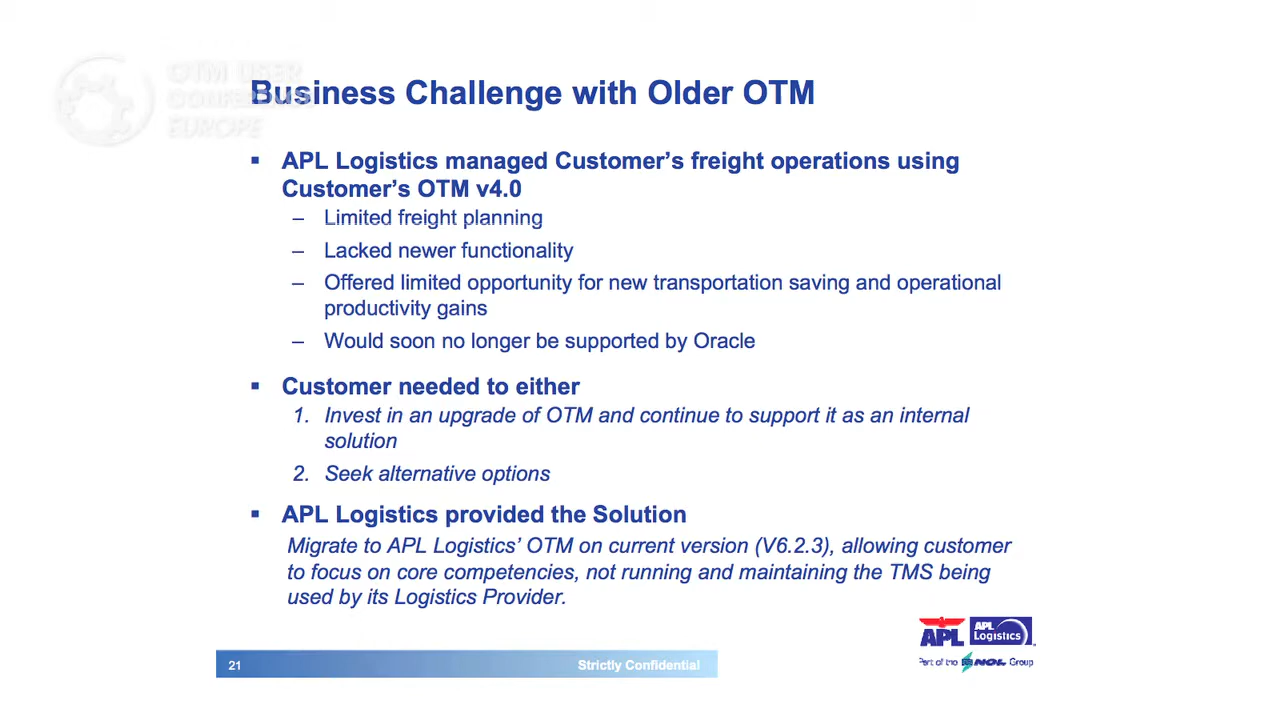 OTM USER
CONFERENCE
EUROPE
Business Challenge with Older OTM
▪ APL Logistics managed Customer’s freight operations using
Customer’s OTM v4.0
– Limited freight planning
– Lacked newer functionality
– Offered limited opportunity for new transportation saving and operational
productivity gains
– Would soon no longer be supported by Oracle
▪ Customer needed to either
1. Invest in an upgrade of OTM and continue to support it as an internal
solution
2. Seek alternative options
▪ APL Logistics provided the Solution
Migrate to APL Logistics’ OTM on current version (V6.2.3), allowing customer
to focus on core competencies, not running and maintaining the TMS being
used by its Logistics Provider.
APL
APL
Logistics
Part of the NOL Group
21
Strictly Confidential